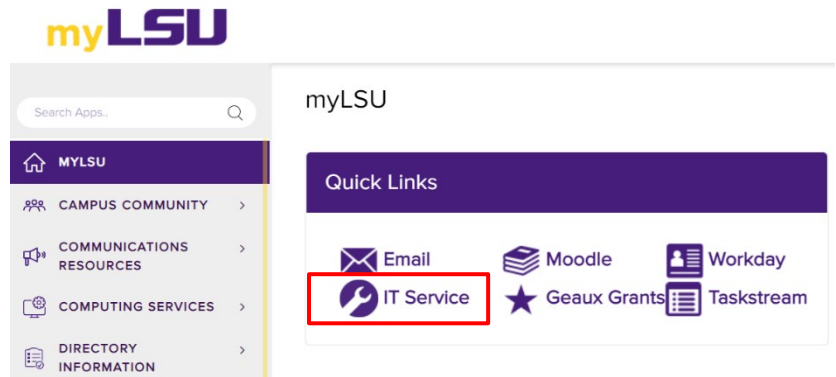 myLSU
Search Apps..
myLSU
MYLSU
Quick Links
CAMPUS COMMUNITY
COMMUNICATIONS
RESOURCES
Email Moodle Workday
IT Service Geaux Grants Taskstream
COMPUTING SERVICES
DIRECTORY
INFORMATION